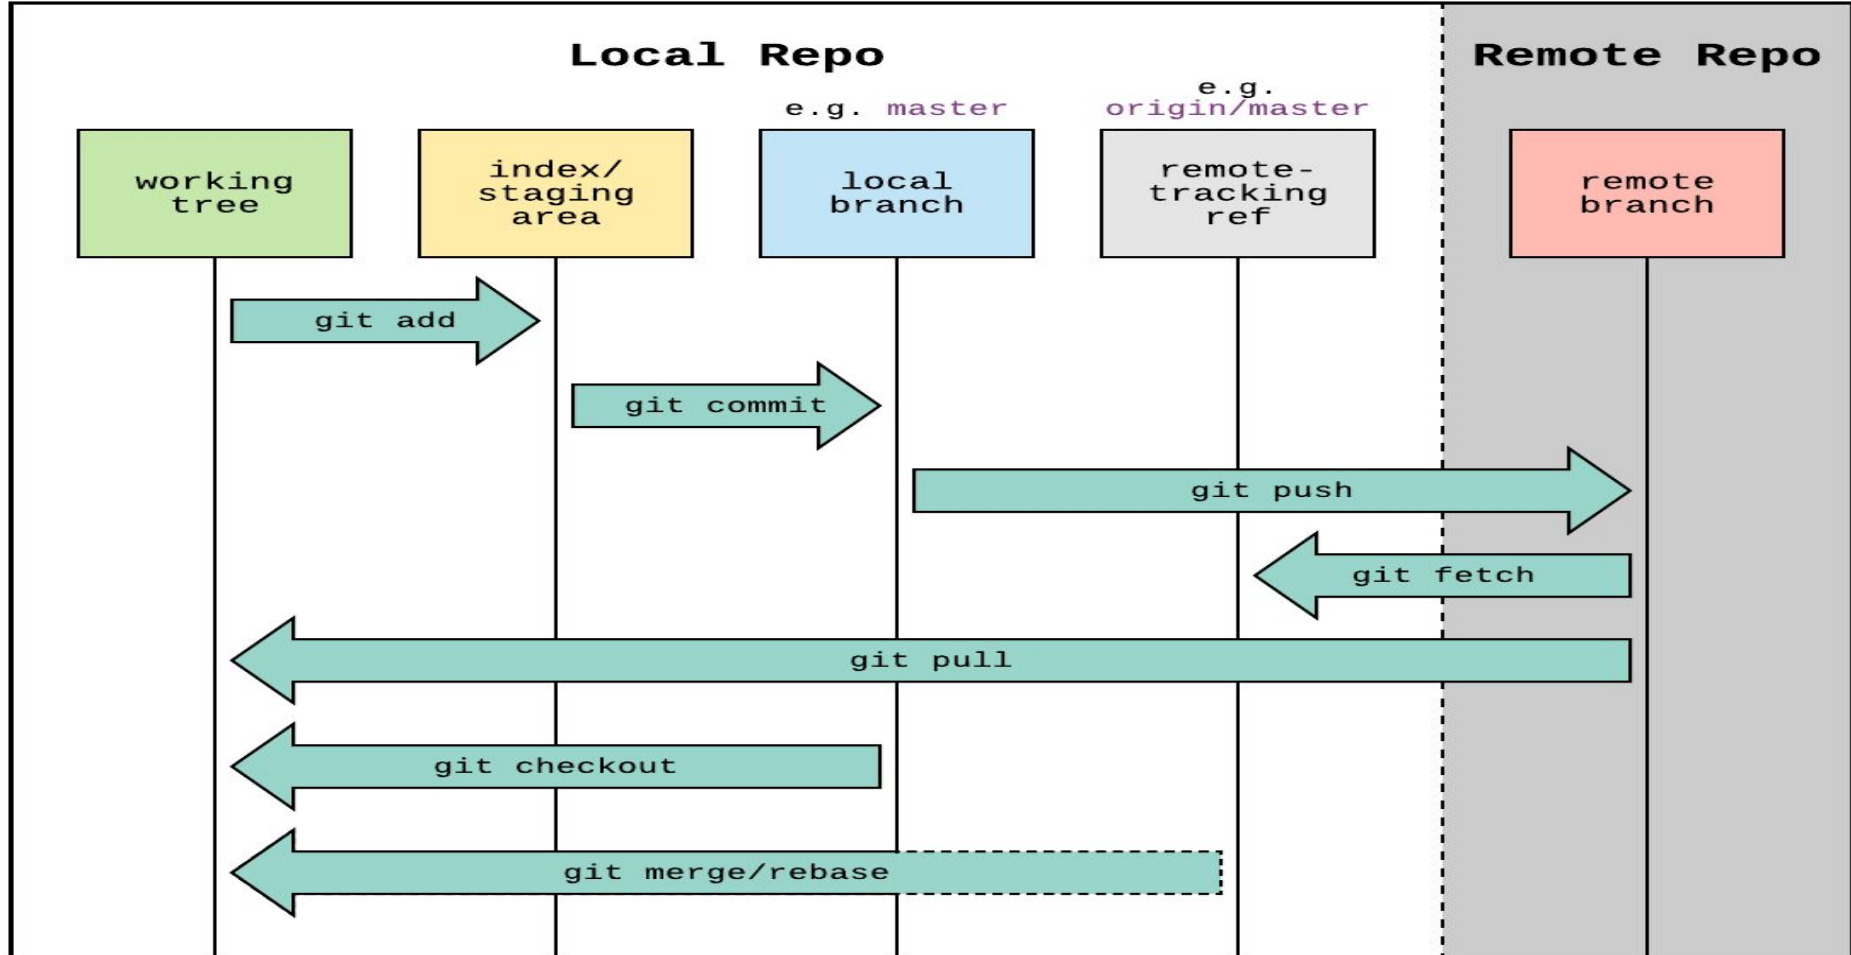 Local Repo
Remote Repo
e.g. master
e.g.
origin/master
working
tree
index/
staging
area
local
branch
remote-
tracking
ref
remote
branch
git add
git commit
git push
git fetch
git pull
git checkout
git merge/rebase